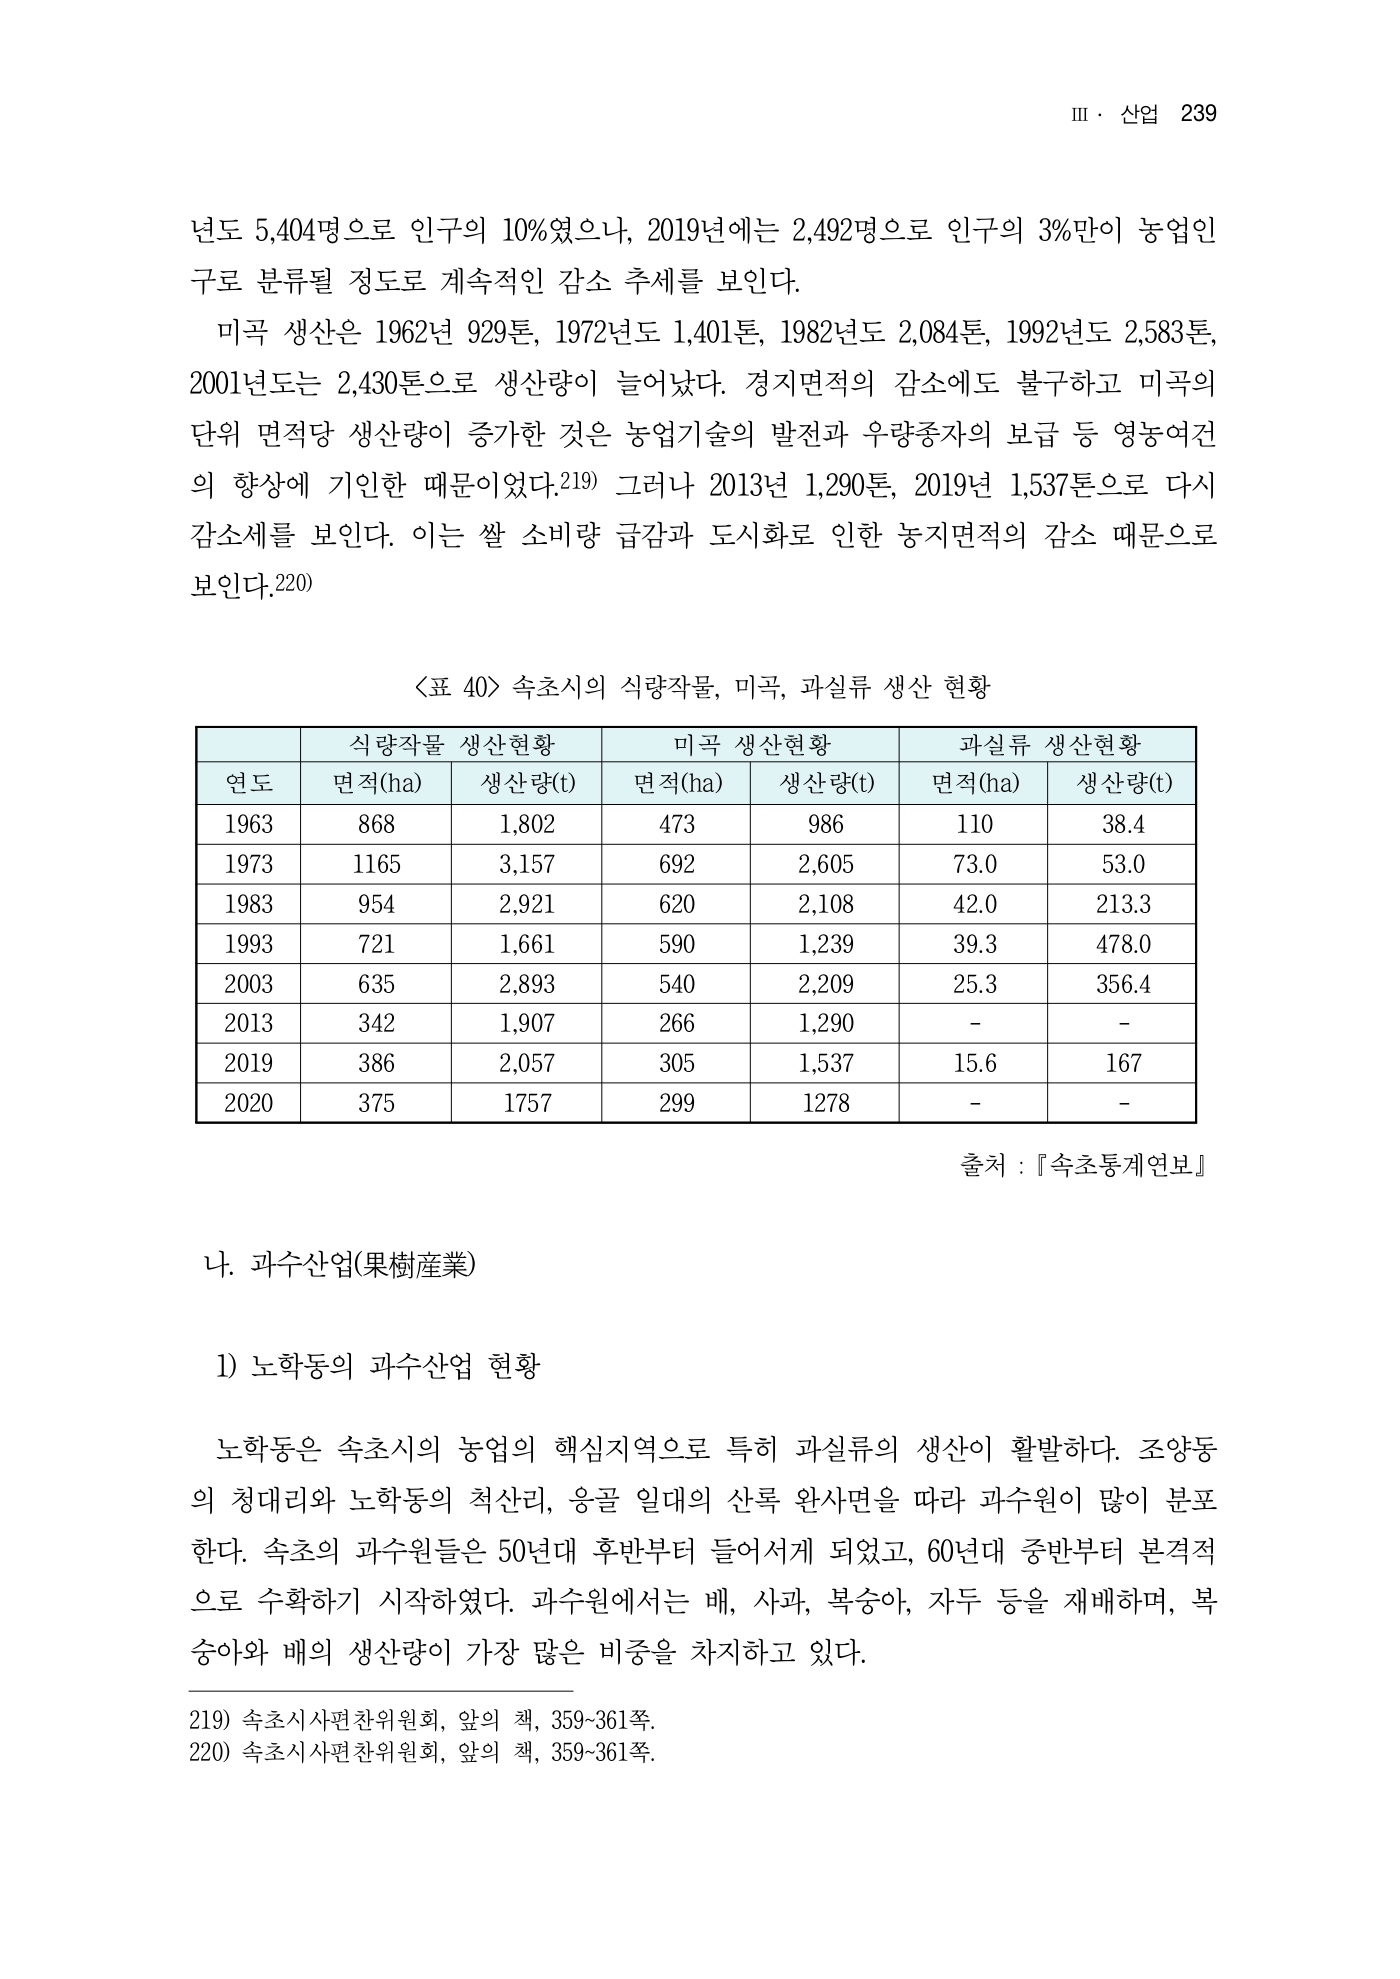 Ⅲ · 산업 239
년도 5,404명으로 인구의 10%였으나, 2019년에는 2,492명으로 인구의 3%만이 농업인
구로 분류될 정도로 계속적인 감소 추세를 보인다.
미곡 생산은 1962년 929톤, 1972년도 1,401톤, 1982년도 2,084톤, 1992년도 2,583톤,
2001년도는 2,430톤으로 생산량이 늘어났다. 경지면적의 감소에도 불구하고 미곡의
단위 면적당 생산량이 증가한 것은 농업기술의 발전과 우량종자의 보급 등 영농여건
의 향상에 기인한 때문이었다.219) 그러나 2013년 1,290톤, 2019년 1,537톤으로 다시
감소세를 보인다. 이는 쌀 소비량 급감과 도시화로 인한 농지면적의 감소 때문으로
보인다.220)
<표 40> 속초시의 식량작물, 미곡, 과실류 생산 현황
식량작물 생산현황 미곡 생산현황 과실류 생산현황
연도 면적(ha) 생산량(t) 면적(ha) 생산량(t) 면적(ha) 생산량(t)
1963 868 1,802 473 986 110 38.4
1973 1165 3,157 692 2,605 73.0 53.0
1983 954 2,921 620 2,108 42.0 213.3
1993 721 1,661 590 1,239 39.3 478.0
2003 635 2,893 540 2,209 25.3 356.4
2013 342 1,907 266 1,290 - -
2019 386 2,057 305 1,537 15.6 167
2020 375 1757 299 1278 - -
출처 :『속초통계연보』
나. 과수산업(果樹産業)
1) 노학동의 과수산업 현황
노학동은 속초시의 농업의 핵심지역으로 특히 과실류의 생산이 활발하다. 조양동
의 청대리와 노학동의 척산리, 응골 일대의 산록 완사면을 따라 과수원이 많이 분포
한다. 속초의 과수원들은 50년대 후반부터 들어서게 되었고, 60년대 중반부터 본격적
으로 수확하기 시작하였다. 과수원에서는 배, 사과, 복숭아, 자두 등을 재배하며, 복
숭아와 배의 생산량이 가장 많은 비중을 차지하고 있다.
219) 속초시사편찬위원회, 앞의 책, 359~361쪽.
220) 속초시사편찬위원회, 앞의 책, 359~361쪽.